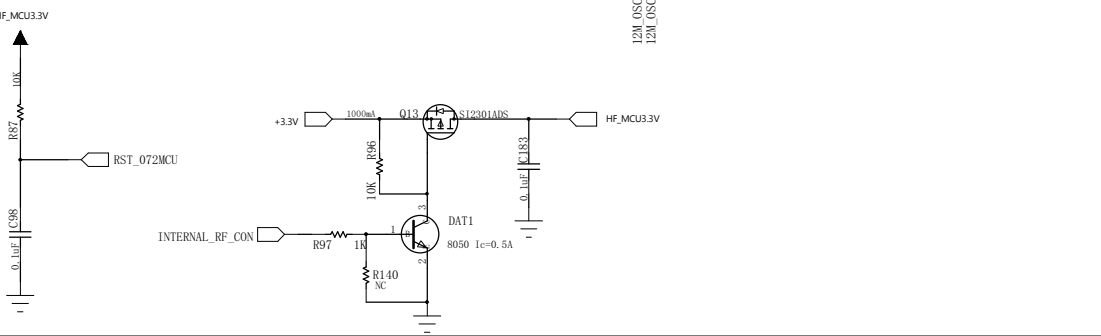 HF_MCU3.3V
12M_OSC
12M_OSC
10K
R87
RST_072MCU
C98
0.1uF
+3.3V
1000mA
Q13
SI2301ADS
HF_MCU3.3V
R96
10K
C183
0.1uF
3
DAT1
INTERNAL_RF_CON
R97
1K
1
B
8050 Ic=0.5A
2
R140
NC